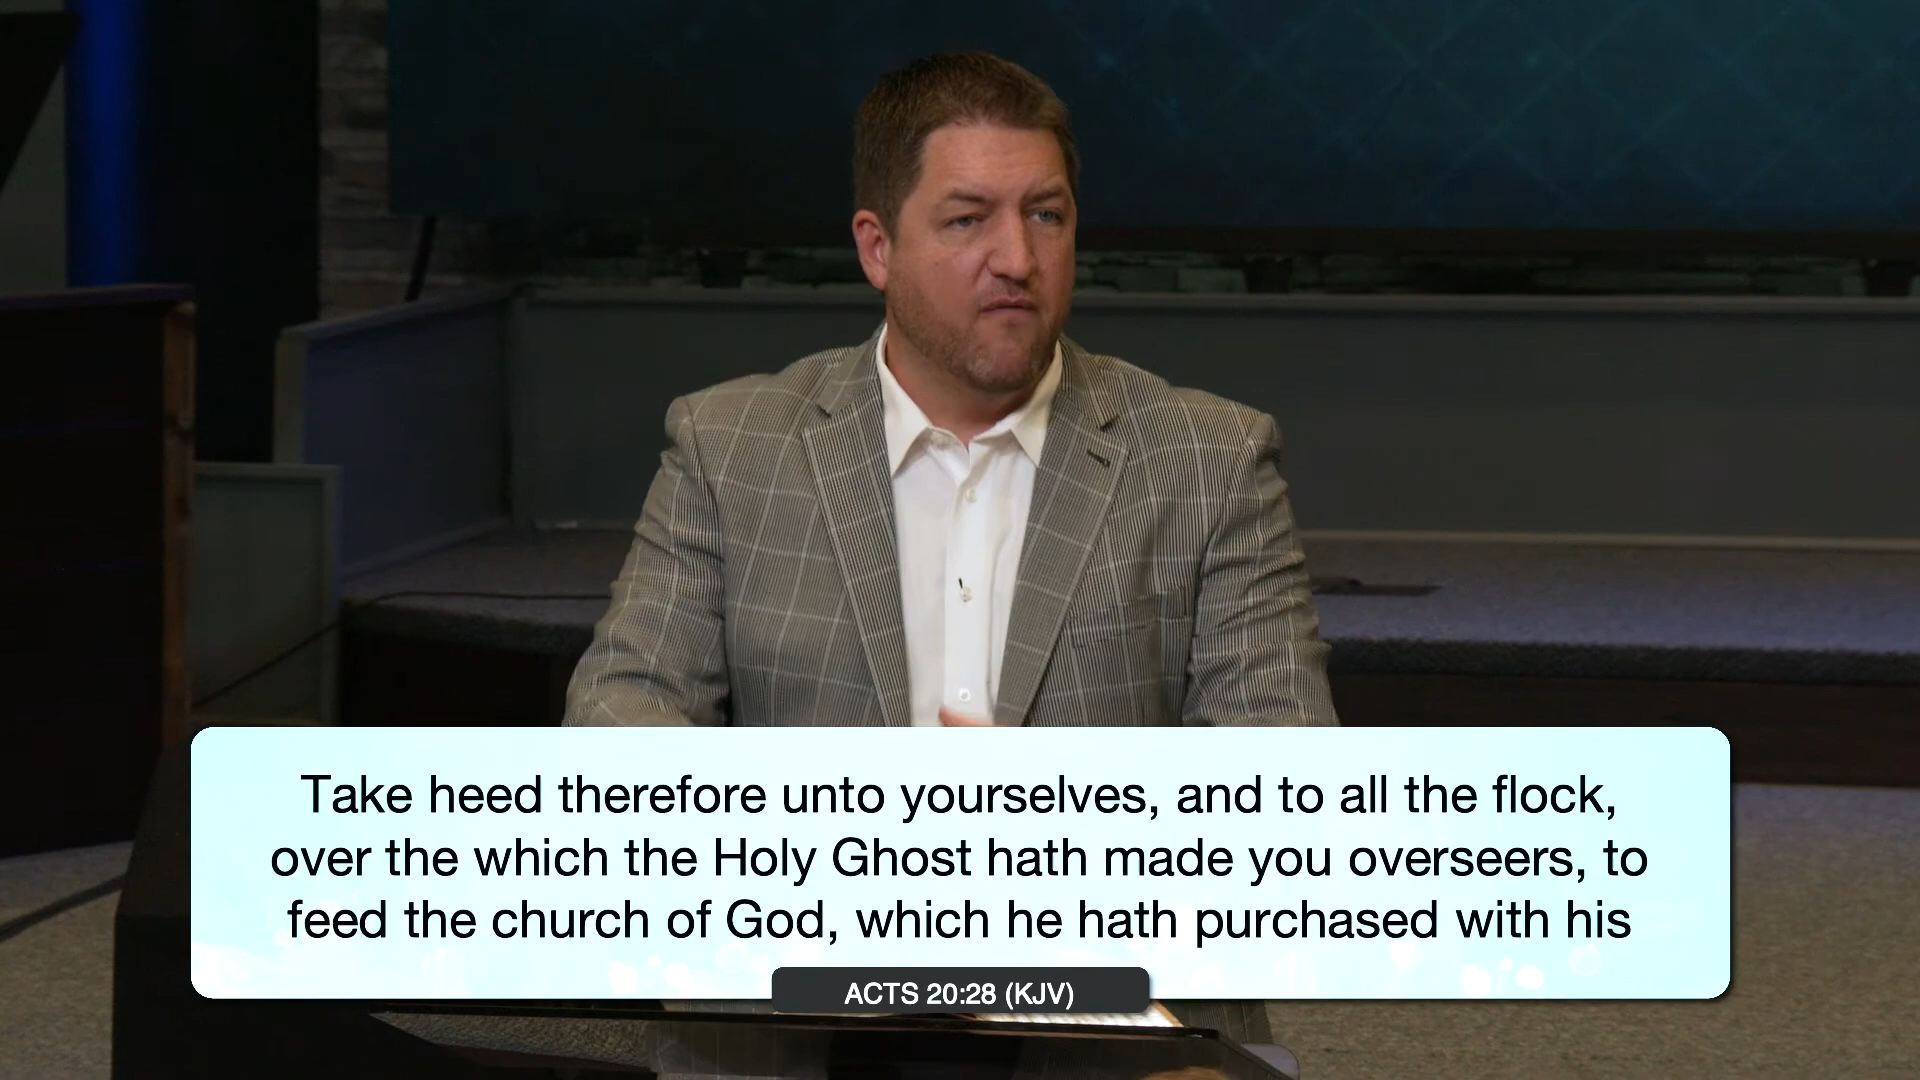 Take heed therefore unto yourselves, and to all the flock,
over the which the Holy Ghost hath made you overseers, to
feed the church of God, which he hath purchased with his
ACTS 20:28 (KJV)